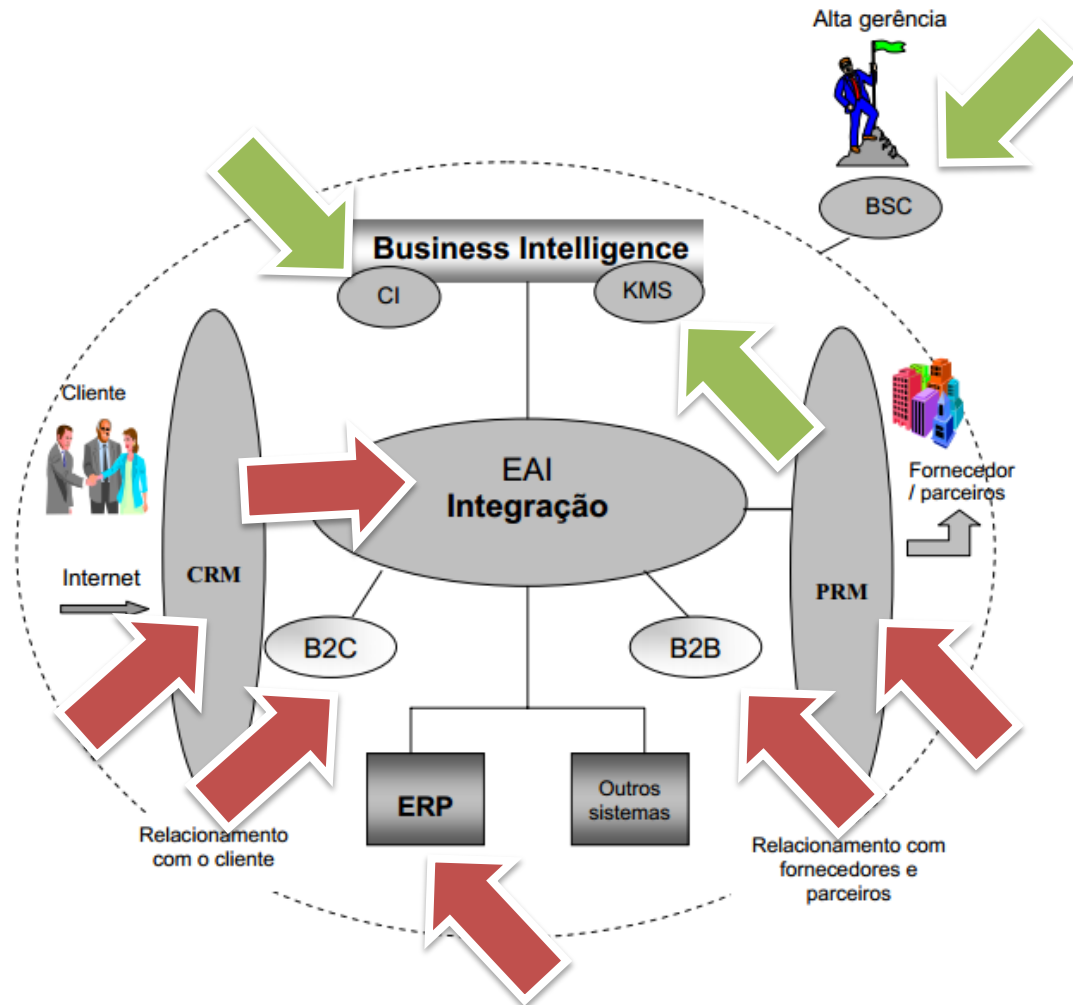 Alta gerência
BSC
Business Intelligence
CI
KMS
Cliente
Fornecedor
/ parceiros
EAI
Integração
Internet
CRM
PRM
B2C
B2B
ERP
Outros
sistemas
Relacionamento
com o cliente
Relacionamento com
fornecedores e
parceiros